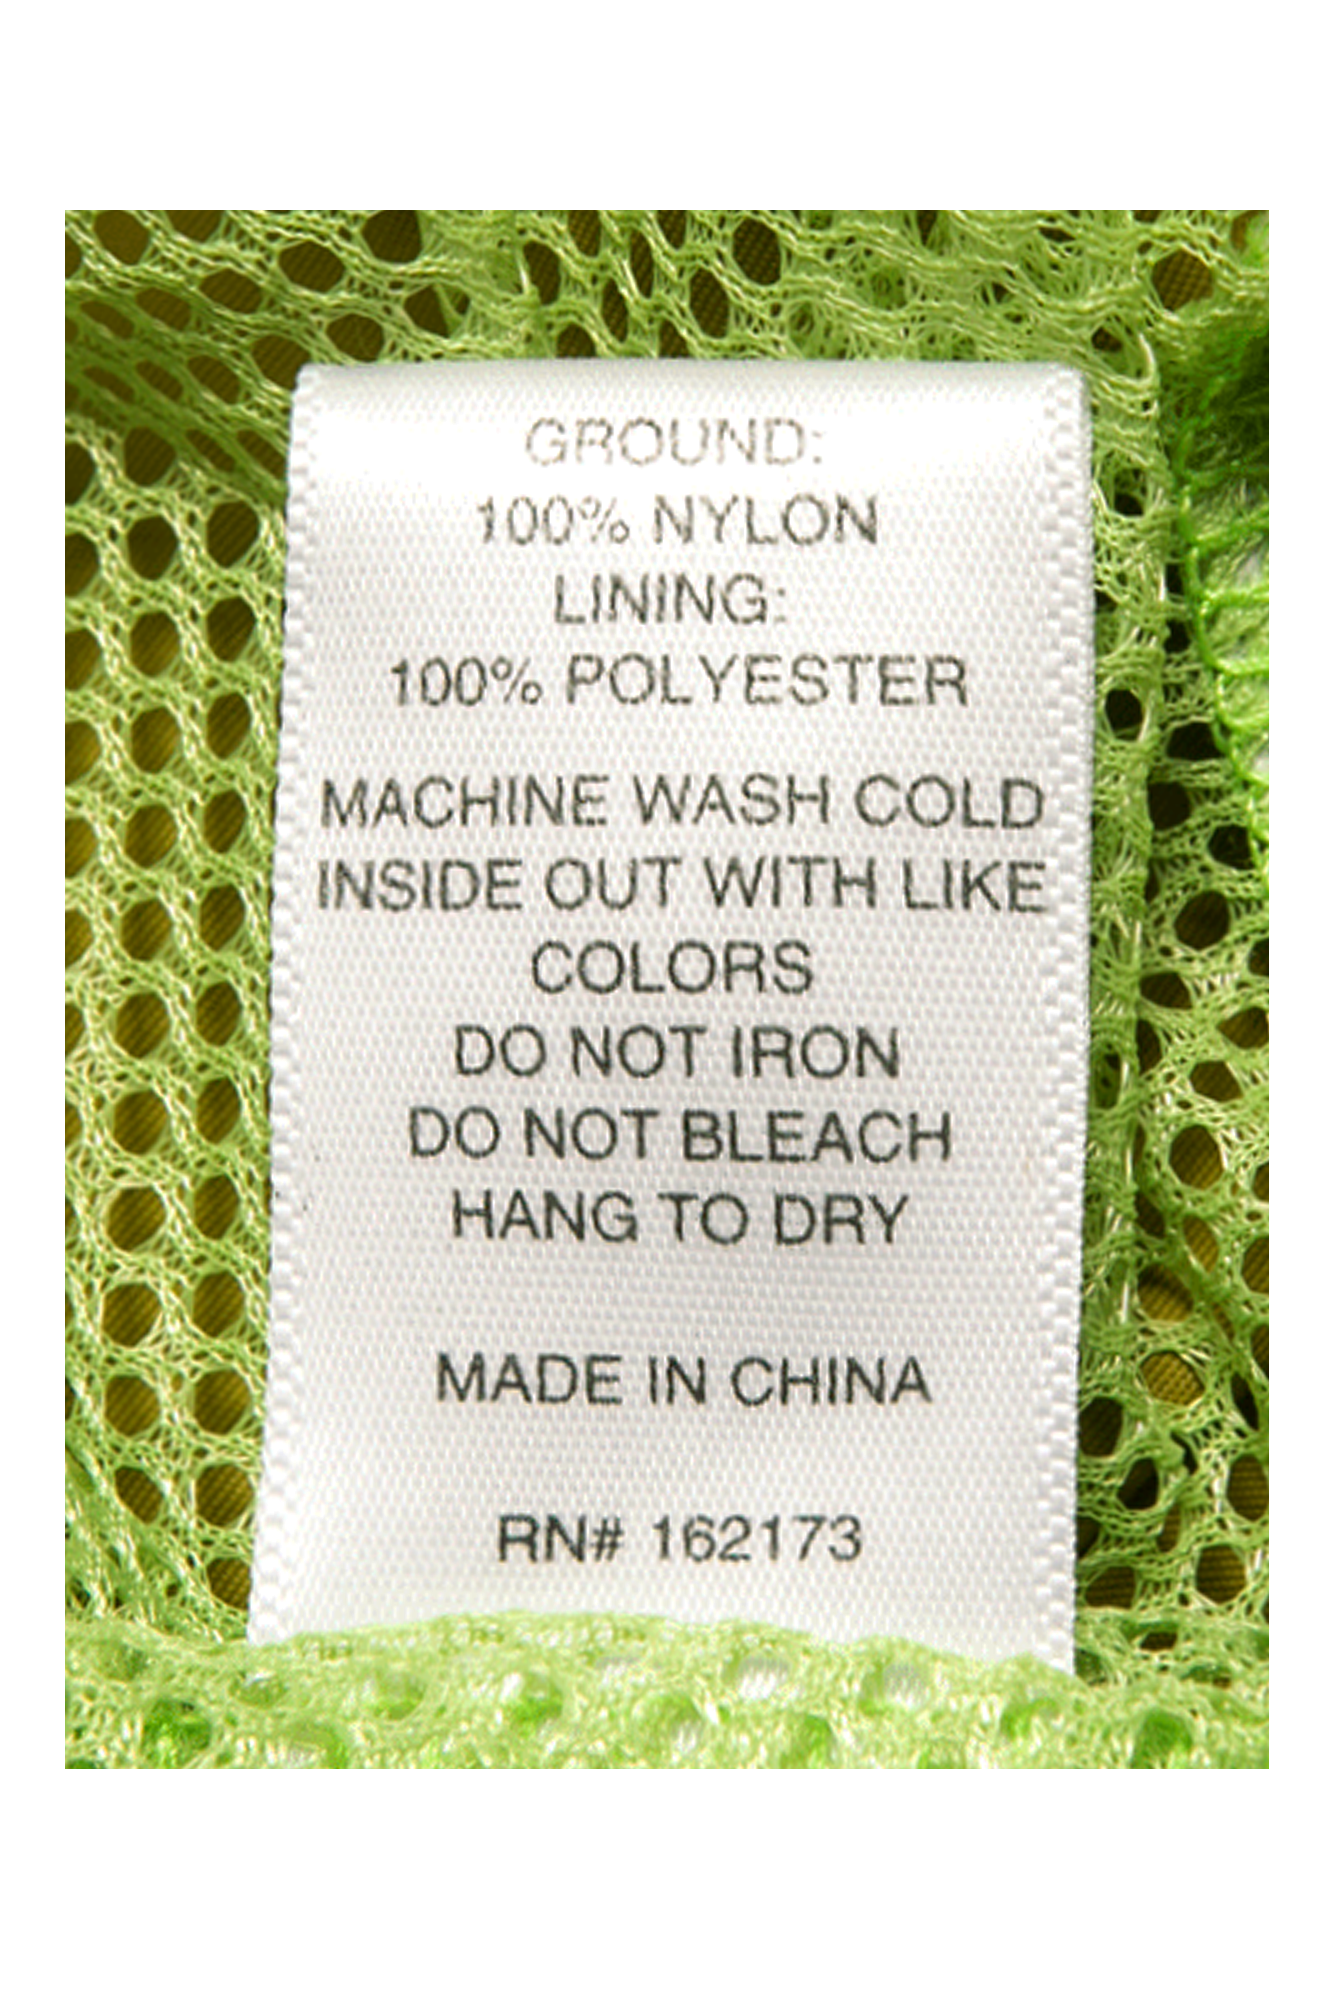 GROUND:
100% NYLON
LINING:
100% POLYESTER
MACHINE WASH COLD
INSIDE OUT WITH LIKE
COLORS
DO NOT IRON
DO NOT BLEACH
HANG TO DRY
MADE IN CHINA
RN# 162173